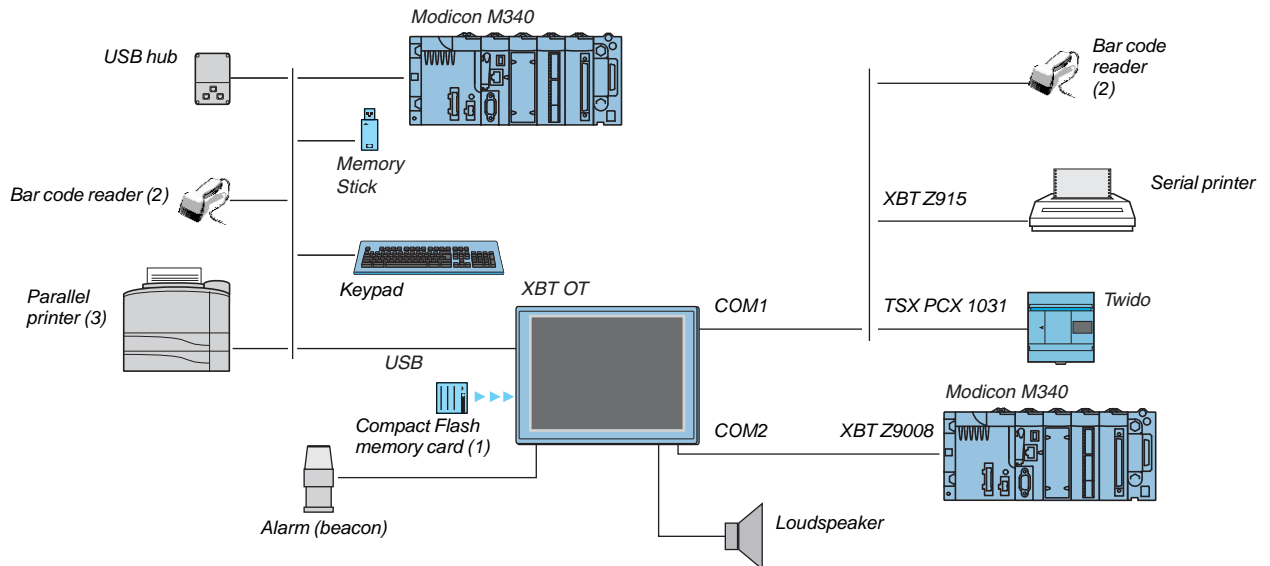 Modicon M340
USB hub
Bar code
reader
(2)
Memory
Stick
Bar code reader (2)
XBT Z915
Serial printer
Keypad
XBT OT
Parallel
printer (3)
COM1
TSX PCX 1031
Twido
USB
Compact Flash
memory card (1)
COM2
XBT Z9008
Modicon M340
Alarm (beacon)
Loudspeaker